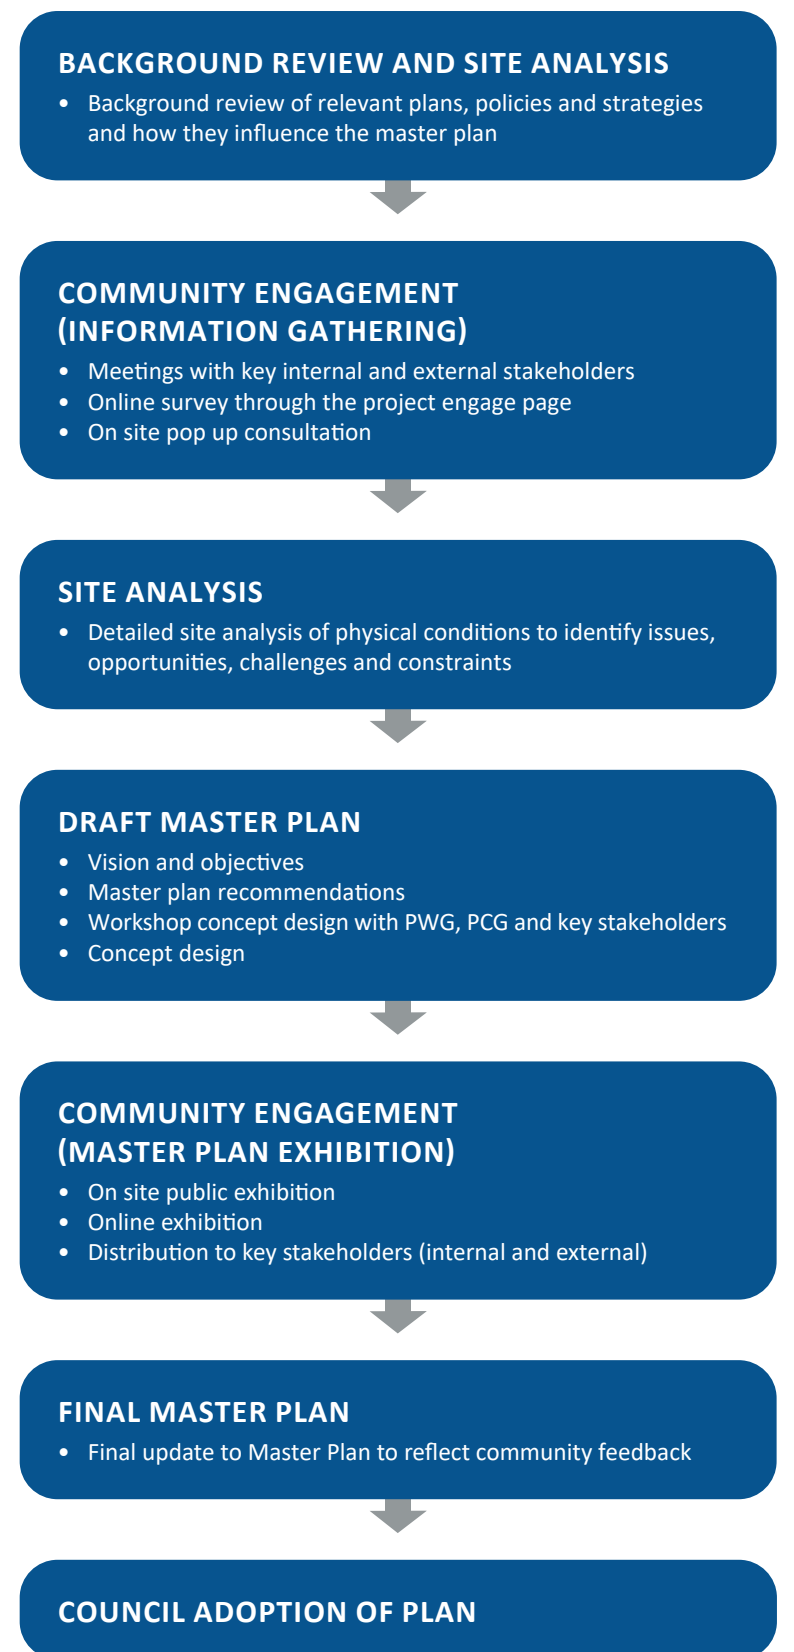 BACKGROUND REVIEW AND SITE ANALYSIS
• Background review of relevant plans, policies and strategies
and how they influence the master plan
COMMUNITY ENGAGEMENT
(INFORMATION GATHERING)
• Meetings with key internal and external stakeholders
• Online survey through the project engage page
• On site pop up consultation
SITE ANALYSIS
• Detailed site analysis of physical conditions to identify issues,
opportunities, challenges and constraints
DRAFT MASTER PLAN
• Vision and objectives
• Master plan recommendations
• Workshop concept design with PWG, PCG and key stakeholders
• Concept design
COMMUNITY ENGAGEMENT
(MASTER PLAN EXHIBITION)
• On site public exhibition
• Online exhibition
• Distribution to key stakeholders (internal and external)
FINAL MASTER PLAN
• Final update to Master Plan to reflect community feedback
COUNCIL ADOPTION OF PLAN